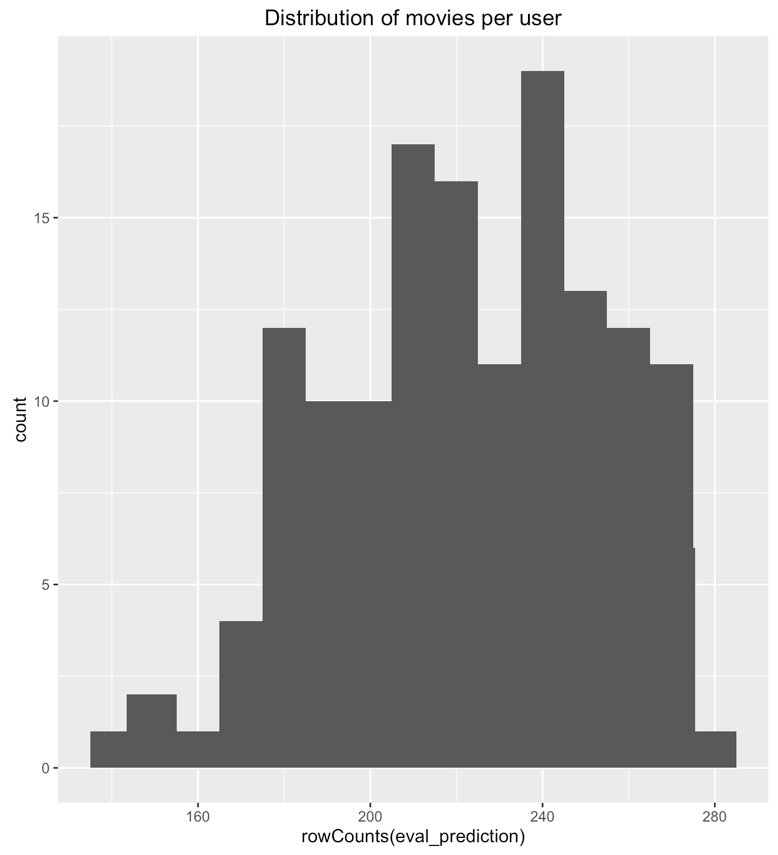 Distribution of movies per user
15
10
5
0
count
160
200
240
280
rowCounts(eval_prediction)